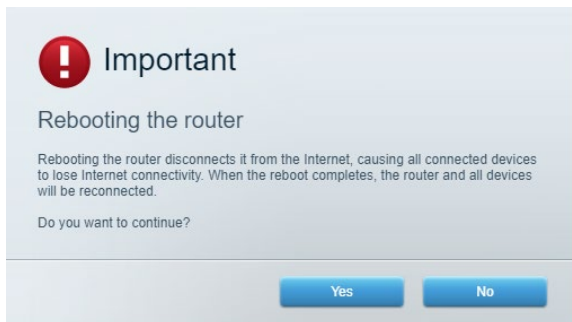 Important
Rebooting the router
Rebooting the router disconnects it from the Internet, causing all connected devices
to lose Internet connectivity. When the reboot completes, the router and all devices
will be reconnected.
Do you want to continue?
Yes No